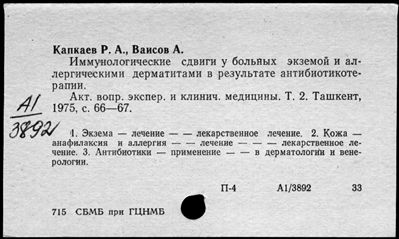 Капкаев Р. А., Ваисов А.
Иммунологические сдвиги у больных экземой и ал-
лергическими дерматитами в результате антибиотикоте-
рапии.
Акт. вопр. экспер. и клинич. медицины. Т. 2. Ташкент,
1975, с. 66—67.
А1/
3892
1. Экзема — лечение — — лекарственное лечение. 2. Кожа —
анафилаксия и аллергия — — лечение — — — лекарственное ле-
чение. 3. Антибиотики — применение — — в дерматологии и вене-
рологии.
П-4 А1/3892 33
715 СБМБ при ГЦНМБ